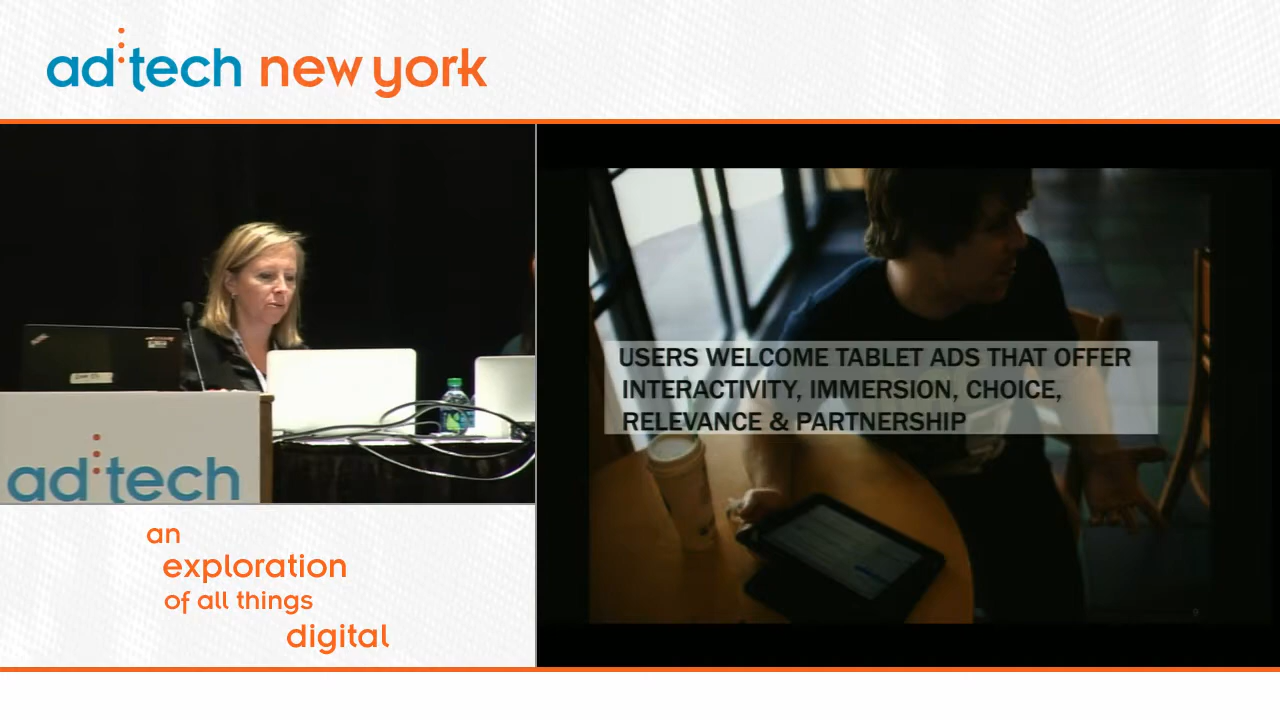 ad:tech new york
USERS WELCOME TABLET ADS THAT OFFER
INTERACTIVITY, IMMERSION, CHOICE,
RELEVANCE & PARTNERSHIP
ad:tech
an
exploration
of all things
digital
9